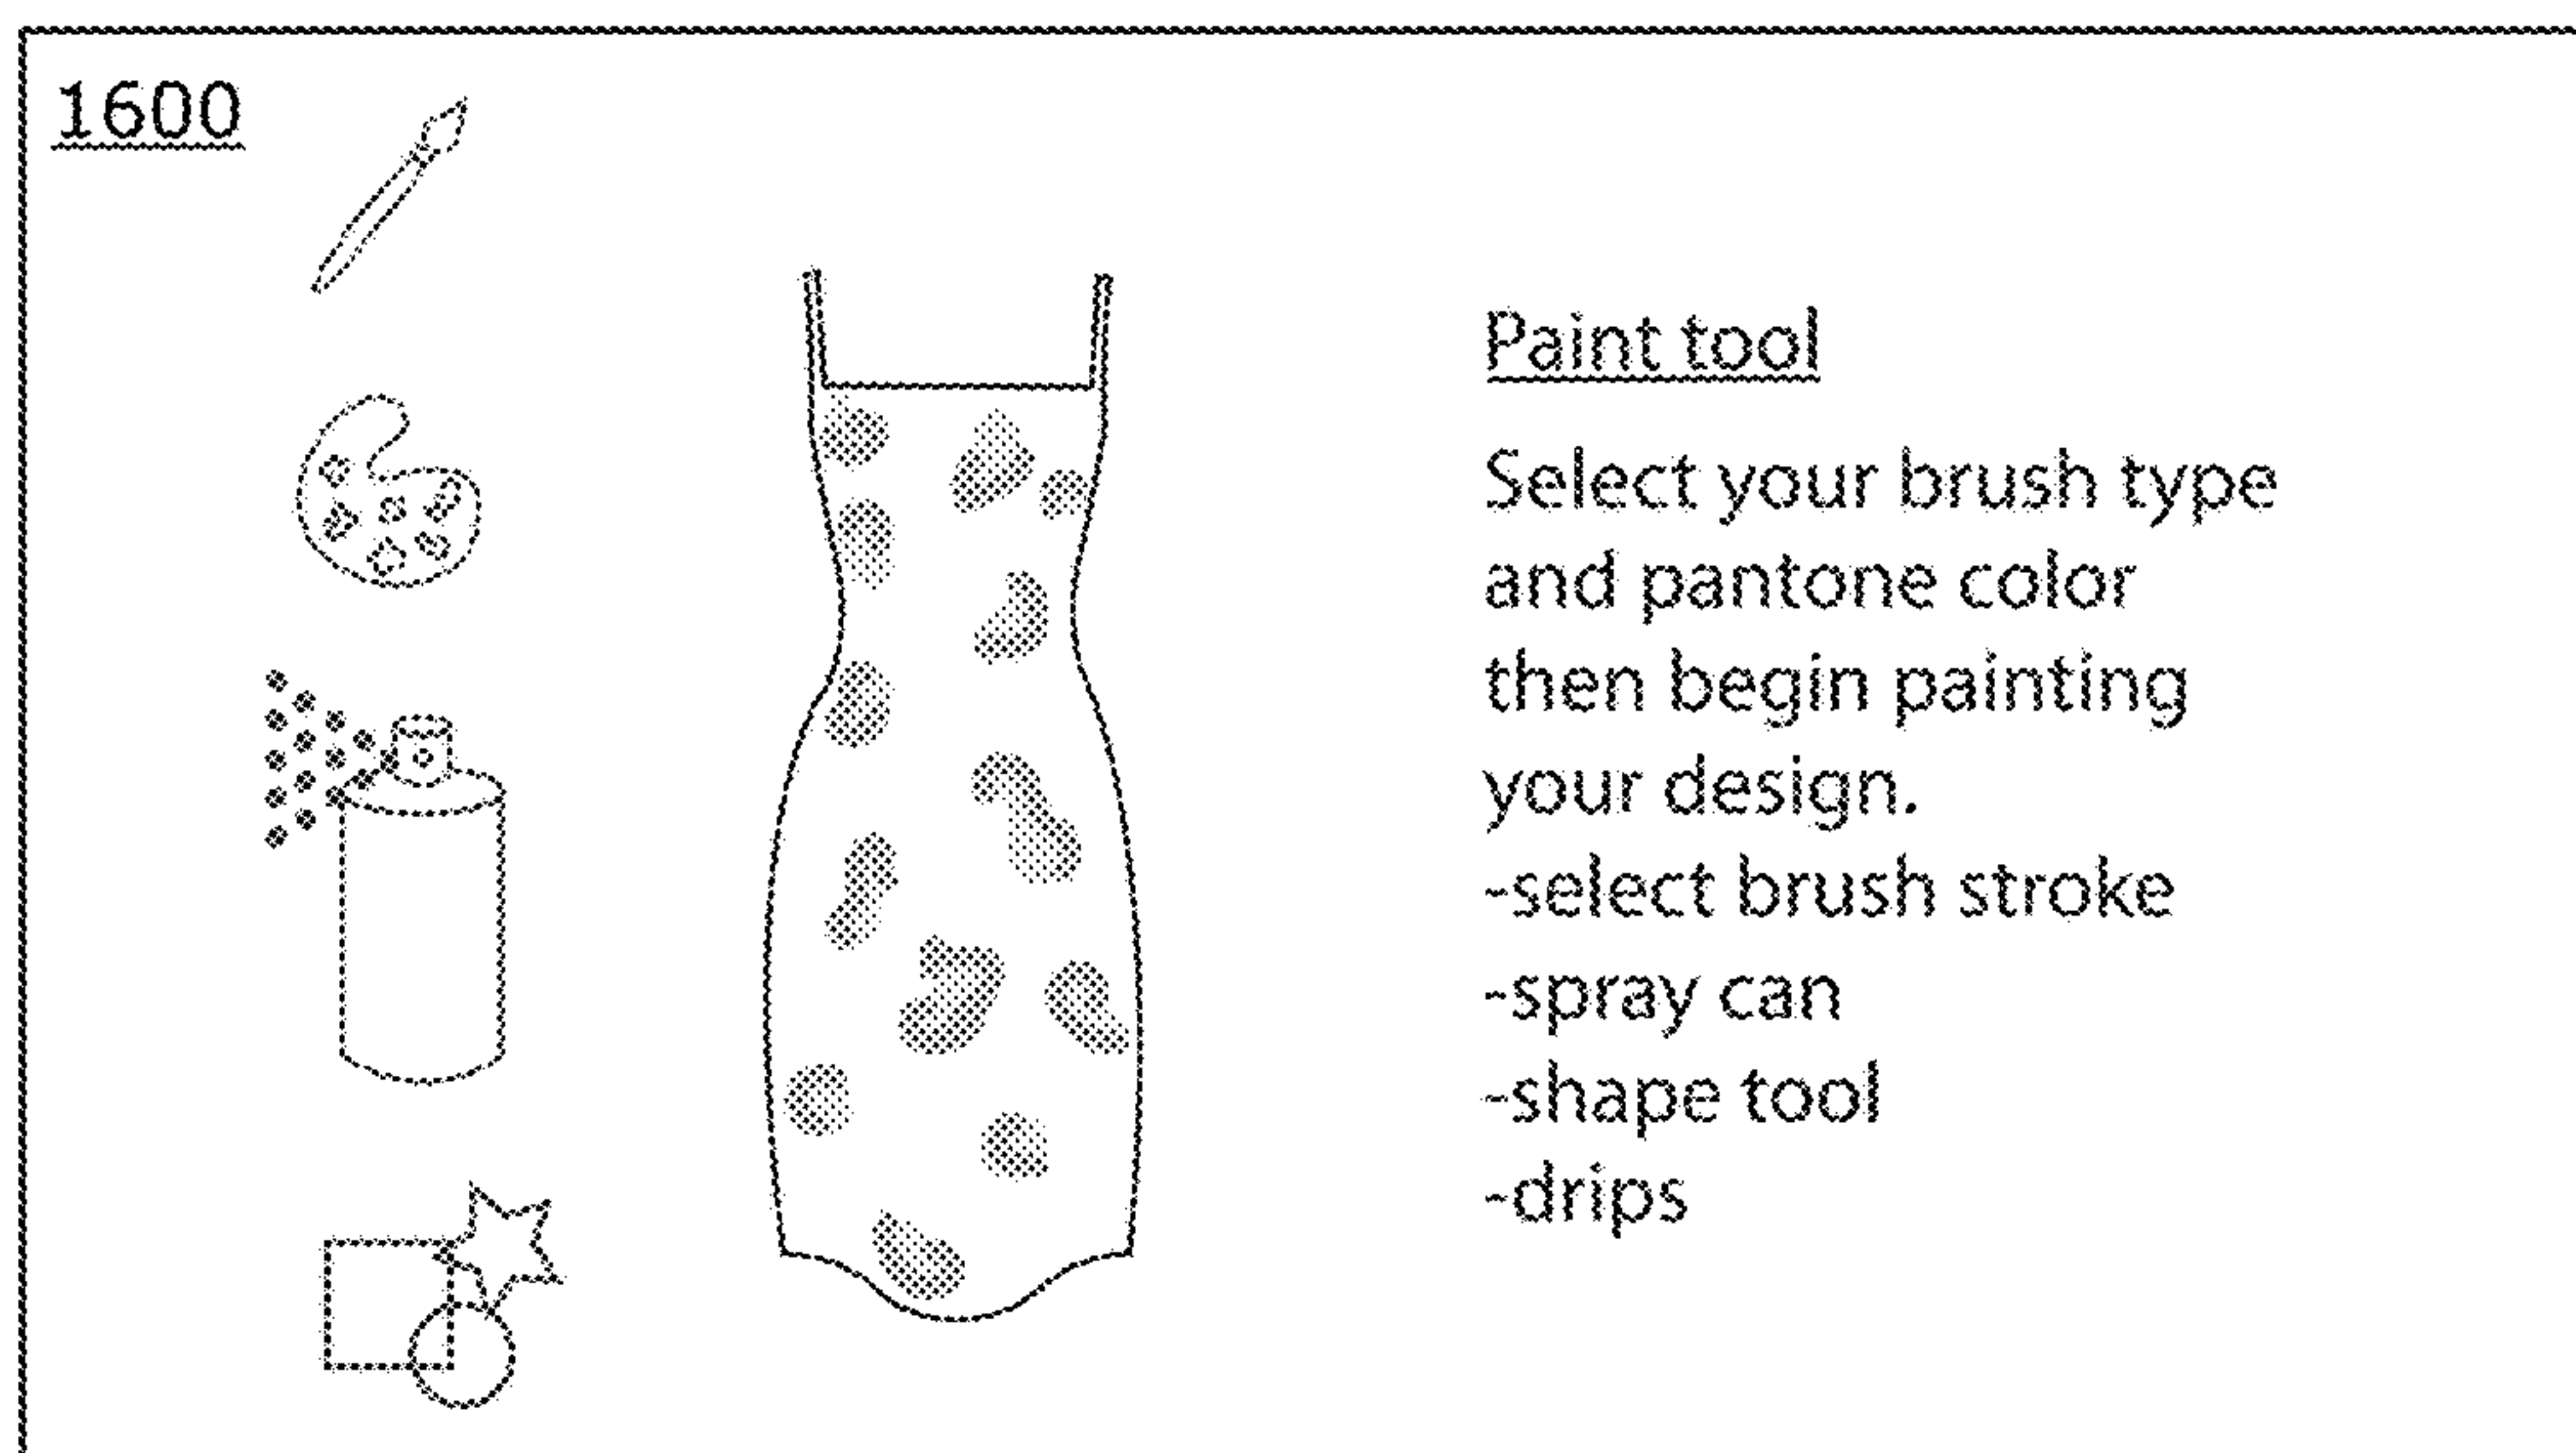 1600
Paint tool
Select your brush type
and pantone color
then begin painting
your design.
-select brush stroke
-spray can
-shape tool
-drips